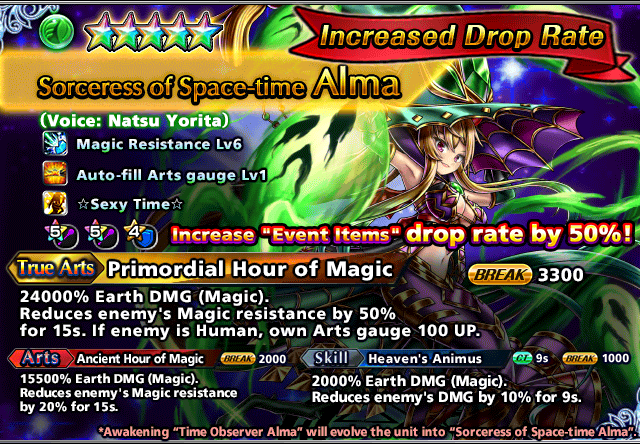 Increased Drop Rate
Sorceress of Space-time Alma
(Voice: Natsu Yorita)
Magic Resistance Lv6
Auto-fill Arts gauge Lv1
☆Sexy Time☆
5 5 4
Increase "Event Items" drop rate by 50%!
True Arts Primordial Hour of Magic BREAK 3300
24000% Earth DMG (Magic).
Reduces enemy's Magic resistance by 50%
for 15s. If enemy is Human, own Arts gauge 100 UP.
Arts Ancient Hour of Magic BREAK 2000
15500% Earth DMG (Magic).
Reduces enemy's Magic resistance
by 20% for 15s.
Skill Heaven's Animus CT 9s BREAK 1000
2000% Earth DMG (Magic).
Reduces enemy's DMG by 10% for 9s.
*Awakening "Time Observer Alma" will evolve the unit into "Sorceress of Space-time Alma".